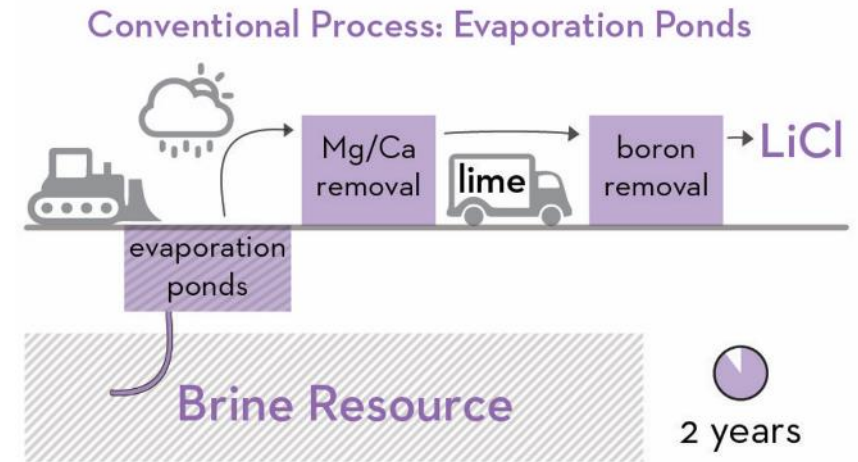 Conventional Process: Evaporation Ponds
Mg/Ca
removal
lime
boron
removal
LiCl
evaporation
ponds
Brine Resource
2 years